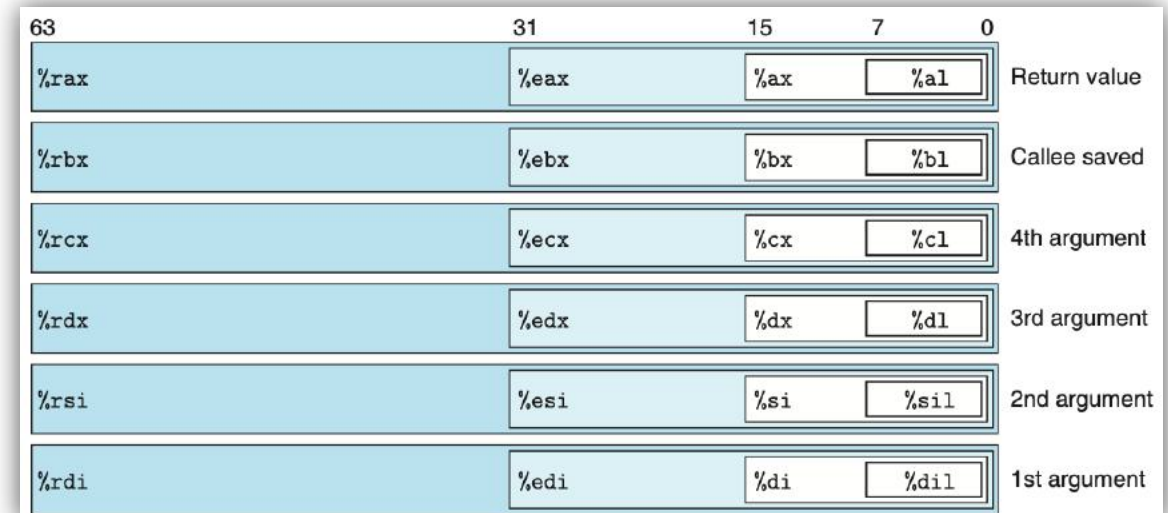 63 31 15 7 0
%rax %eax %ax %al Return value
%rbx %ebx %bx %bl Callee saved
%rcx %ecx %cx %cl 4th argument
%rdx %edx %dx %dl 3rd argument
%rsi %esi %si %sil 2nd argument
%rdi %edi %di %dil 1st argument